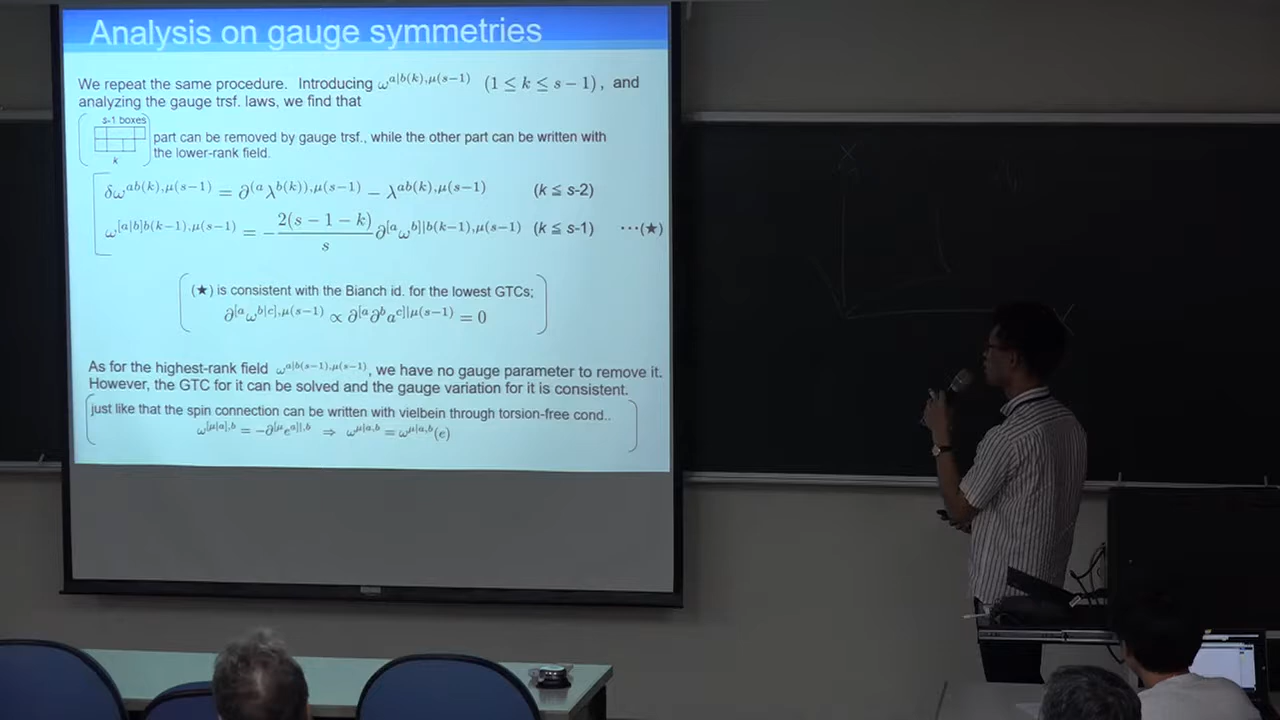 Analysis on gauge symmetries
We repeat the same procedure. Introducing ω^{a|b(k),μ(s−1)} (1 ≤ k ≤ s − 1), and
analyzing the gauge trsf. laws, we find that
s-1 boxes
part can be removed by gauge trsf., while the other part can be written with
k
the lower-rank field.
δω^{ab(k),μ(s−1)} = ∂^{(a}λ^{b(k)),μ(s−1)} − λ^{ab(k),μ(s−1)} (k ≦ s-2)
ω^{[a|b]b(k−1),μ(s−1)} = −\frac{2(s − 1 − k)}{s}∂^{[a}ω^{b]|b(k−1),μ(s−1)} (k ≦ s-1) ⋯(★)
(★) is consistent with the Bianch id. for the lowest GTCs;
∂^{[a}ω^{b|c],μ(s−1)} ∝ ∂^{[a}∂^{b}a^{c]|μ(s−1)} = 0
As for the highest-rank field ω^{a|b(s−1),μ(s−1)}, we have no gauge parameter to remove it.
However, the GTC for it can be solved and the gauge variation for it is consistent.
just like that the spin connection can be written with vielbein through torsion-free cond..
ω^{[μ|a],b} = −∂^{[μ}e^{a]|,b} ⇒ ω^{μ|a,b} = ω^{μ|a,b}(e)